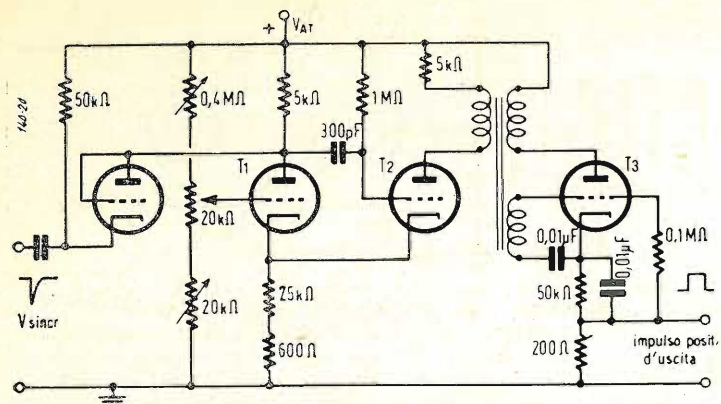 + V_AT
140-20
50kΩ
0,4MΩ
5kΩ
1MΩ
5kΩ
300pF
T1
T2
T3
20kΩ
0,01µF
0,01µF
0,1MΩ
V sincr
20kΩ
25kΩ
50kΩ
600Ω
200Ω
impulso posit.
d'uscita